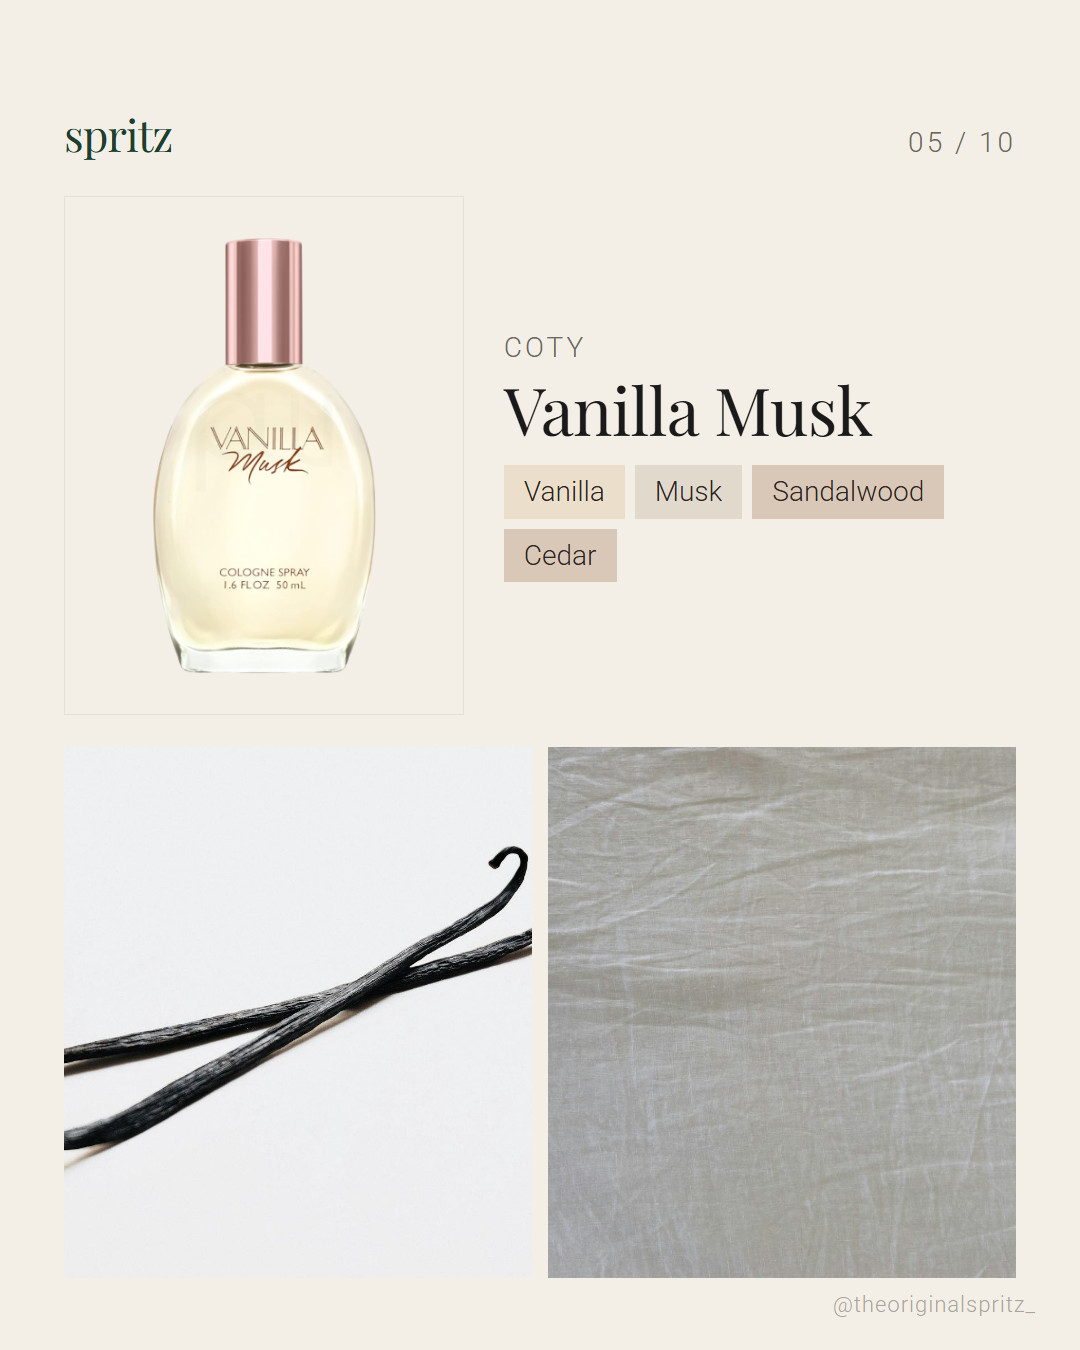 spritz
05 / 10
COTY
Vanilla Musk
Vanilla
Musk
Sandalwood
Cedar
VANILLA
Musk
COLOGNE SPRAY
1.6 FL OZ 50 mL
@theoriginalspritz_